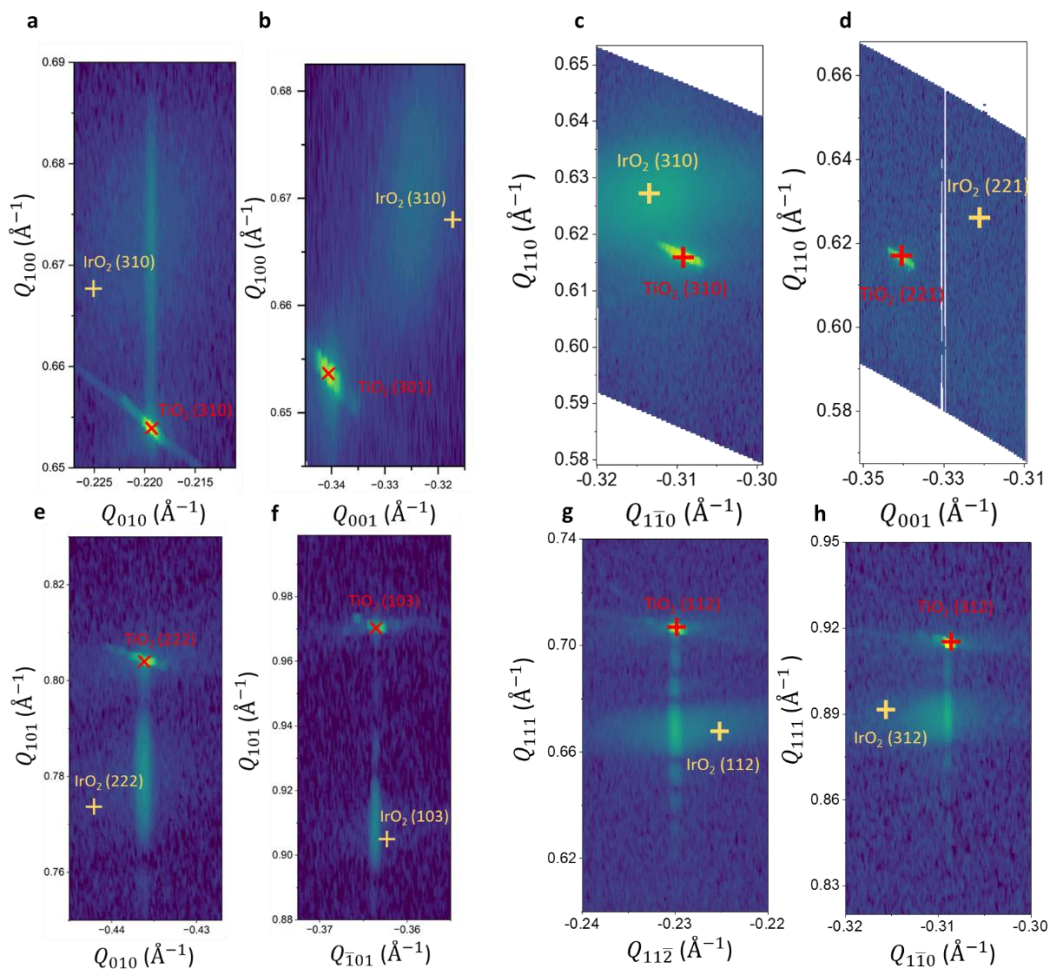 a
0.69
0.68
0.67
0.66
0.65
Q₁₀₀ (Å⁻¹)
IrO₂ (310)
TiO₂ (310)
−0.225 −0.220 −0.215
Q₀₁₀ (Å⁻¹)
b
0.68
0.67
0.66
0.65
Q₁₀₀ (Å⁻¹)
IrO₂ (310)
TiO₂ (301)
−0.34 −0.33 −0.32
Q₀₀₁ (Å⁻¹)
c
0.65
0.64
0.63
0.62
0.61
0.60
0.59
0.58
Q₁₁₀ (Å⁻¹)
IrO₂ (310)
TiO₂ (310)
-0.32 -0.31 -0.30
Q₁1̅₀ (Å⁻¹)
d
0.66
0.64
0.62
0.60
0.58
Q₁₁₀ (Å⁻¹)
IrO₂ (221)
TiO₂ (221)
-0.35 -0.33 -0.31
Q₀₀₁ (Å⁻¹)
e
0.82
0.80
0.78
0.76
Q₁₀₁ (Å⁻¹)
TiO₂ (222)
IrO₂ (222)
−0.44 −0.43
Q₀₁₀ (Å⁻¹)
f
0.98
0.96
0.94
0.92
0.90
0.88
Q₁₀₁ (Å⁻¹)
TiO₂ (103)
IrO₂ (103)
−0.37 −0.36
Q1̅₀₁ (Å⁻¹)
g
0.74
0.70
0.66
0.62
Q₁₁₁ (Å⁻¹)
TiO₂ (112)
IrO₂ (112)
-0.24 -0.23 -0.22
Q₁₁2̅ (Å⁻¹)
h
0.95
0.92
0.89
0.86
0.83
Q₁₁₁ (Å⁻¹)
TiO₂ (312)
IrO₂ (312)
-0.32 -0.31 -0.30
Q₁1̅₀ (Å⁻¹)